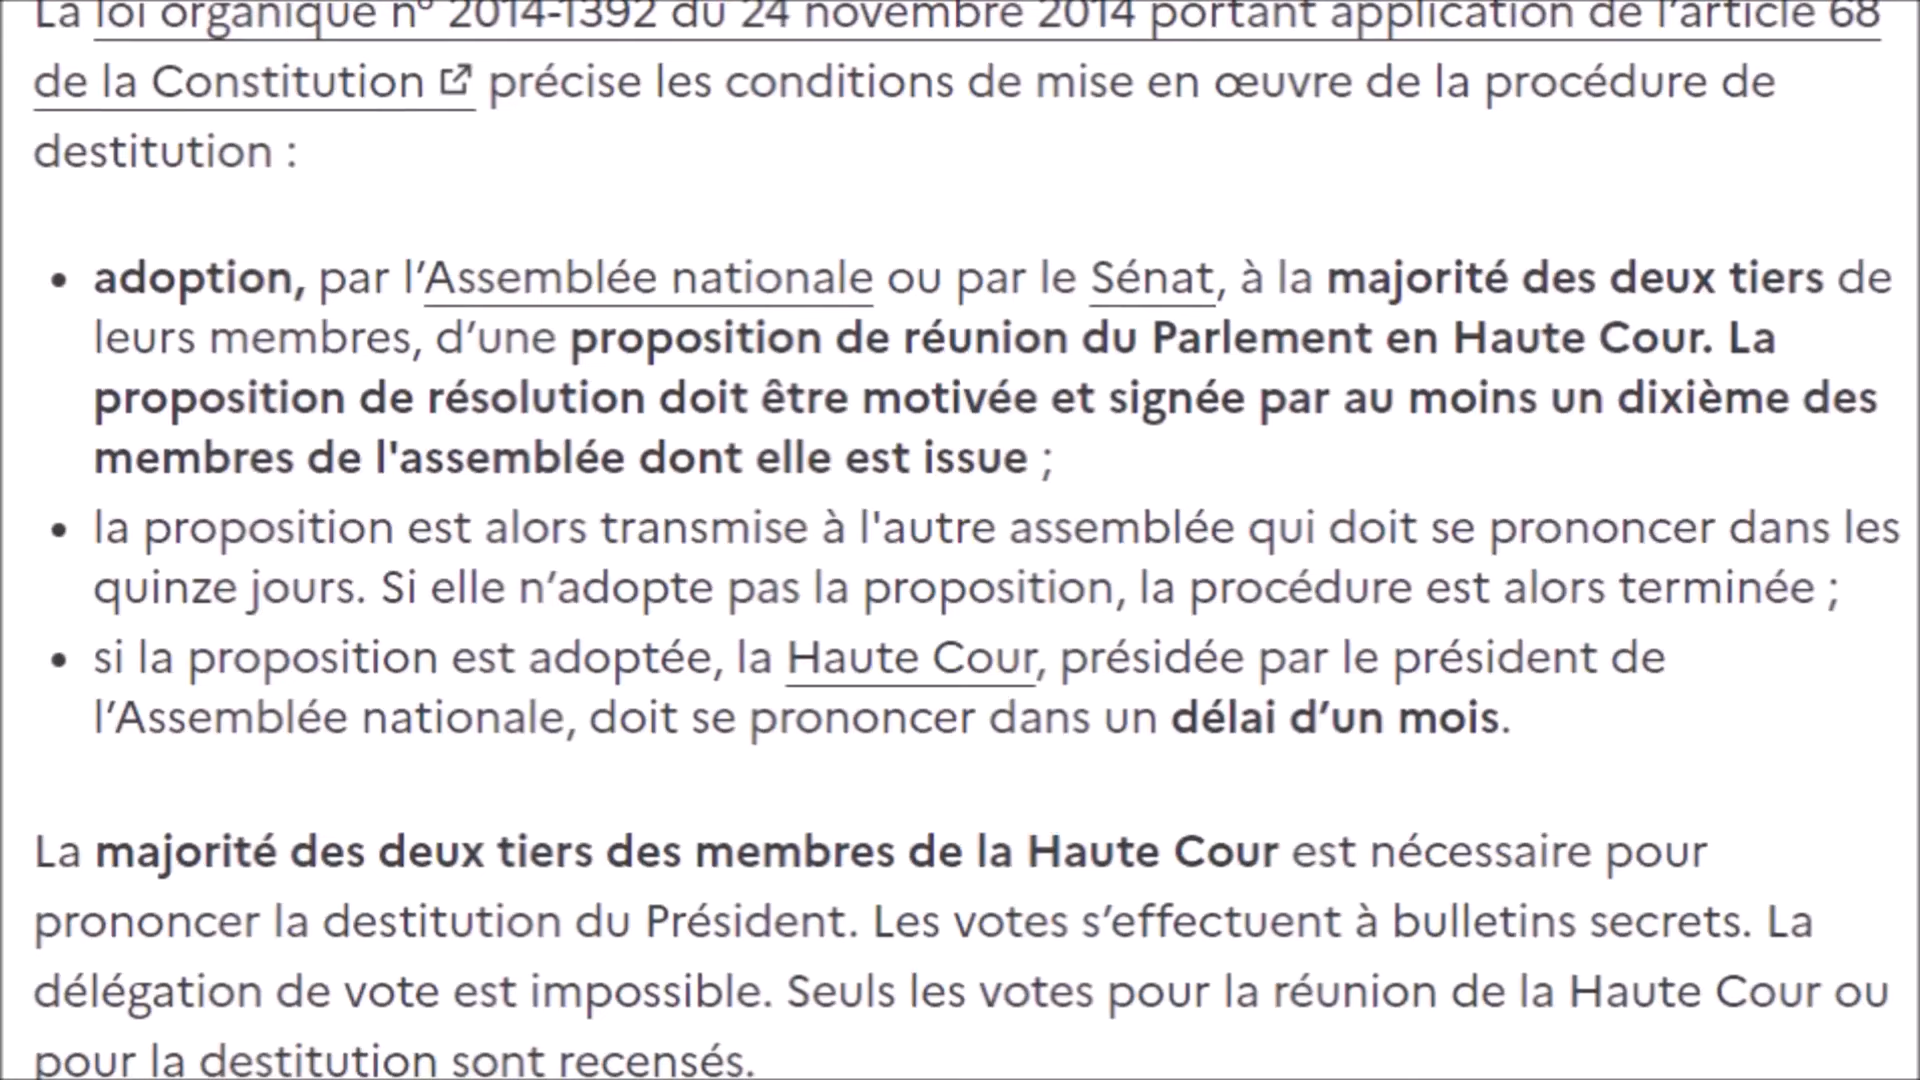 La loi organique n° 2014-1392 du 24 novembre 2014 portant application de l’article 68
de la Constitution précise les conditions de mise en œuvre de la procédure de
destitution :
• adoption, par l’Assemblée nationale ou par le Sénat, à la majorité des deux tiers de
leurs membres, d’une proposition de réunion du Parlement en Haute Cour. La
proposition de résolution doit être motivée et signée par au moins un dixième des
membres de l'assemblée dont elle est issue ;
• la proposition est alors transmise à l'autre assemblée qui doit se prononcer dans les
quinze jours. Si elle n’adopte pas la proposition, la procédure est alors terminée ;
• si la proposition est adoptée, la Haute Cour, présidée par le président de
l’Assemblée nationale, doit se prononcer dans un délai d’un mois.
La majorité des deux tiers des membres de la Haute Cour est nécessaire pour
prononcer la destitution du Président. Les votes s’effectuent à bulletins secrets. La
délégation de vote est impossible. Seuls les votes pour la réunion de la Haute Cour ou
pour la destitution sont recensés.